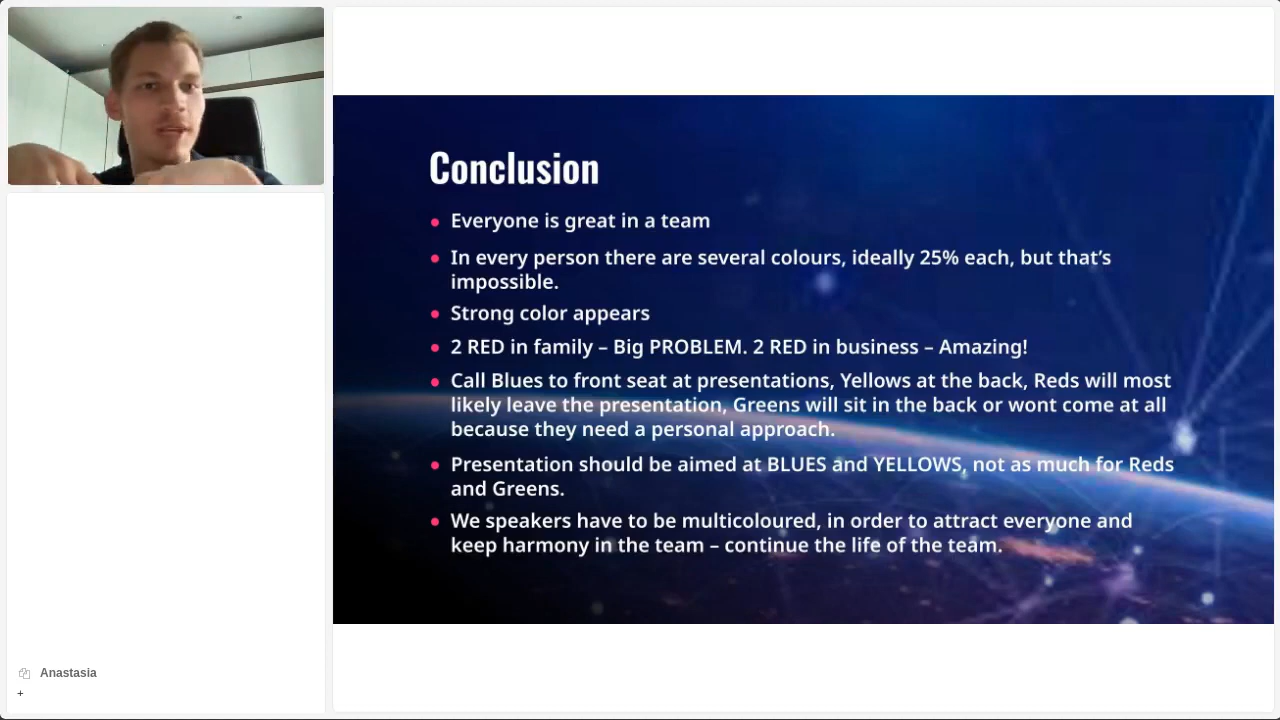 Conclusion
Everyone is great in a team
In every person there are several colours, ideally 25% each, but that's
impossible.
Strong color appears
2 RED in family – Big PROBLEM. 2 RED in business – Amazing!
Call Blues to front seat at presentations, Yellows at the back, Reds will most
likely leave the presentation, Greens will sit in the back or wont come at all
because they need a personal approach.
Presentation should be aimed at BLUES and YELLOWS, not as much for Reds
and Greens.
We speakers have to be multicoloured, in order to attract everyone and
keep harmony in the team – continue the life of the team.
Anastasia
+